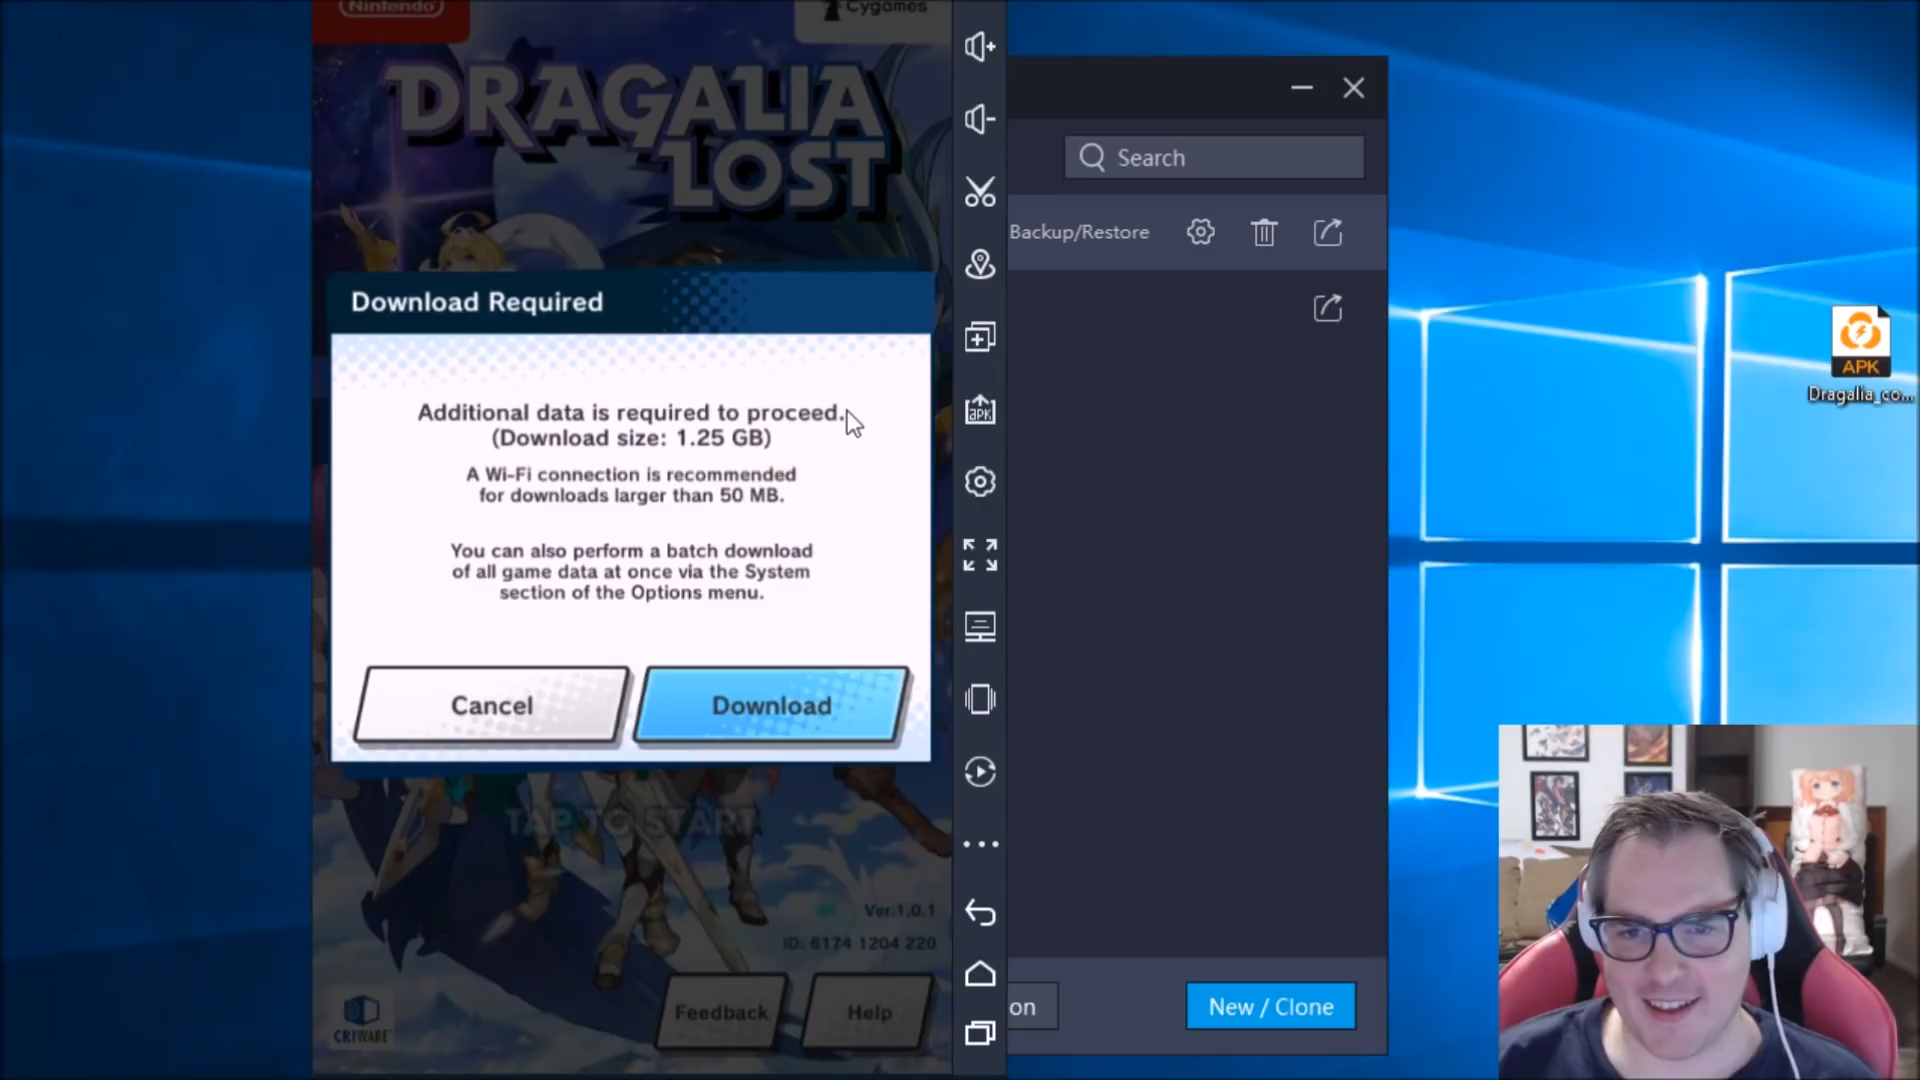 Nintendo
Cygames
DRAGALIA
LOST
Download Required
Additional data is required to proceed.
(Download size: 1.25 GB)
A Wi-Fi connection is recommended
for downloads larger than 50 MB.
You can also perform a batch download
of all game data at once via the System
section of the Options menu.
Cancel
Download
TAP TO START
Ver.1.0.1
ID: 6174 1204 220
CRIWARE
Feedback
Help
APK
Search
Backup/Restore
on
New / Clone
APK
Dragalia_co...